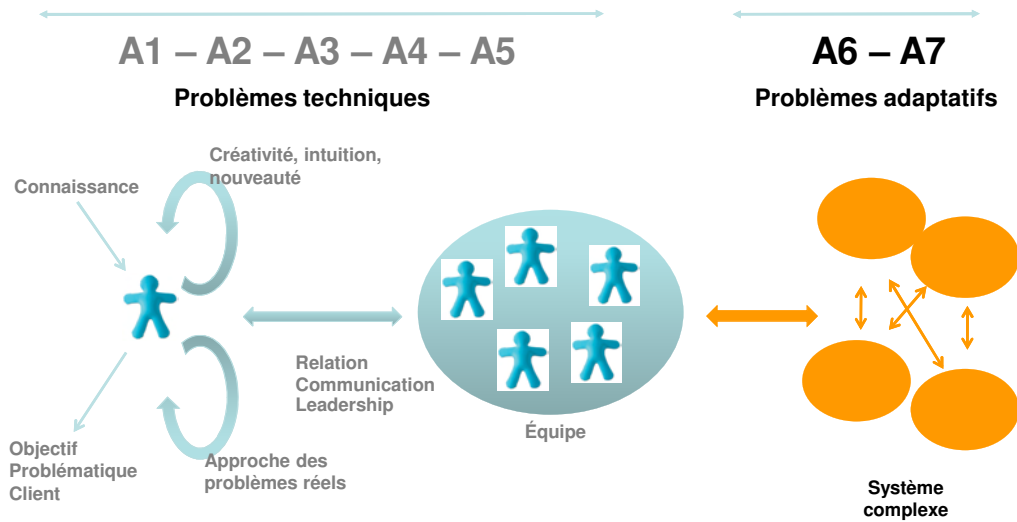 A1 – A2 – A3 – A4 – A5
A6 – A7
Problèmes techniques
Problèmes adaptatifs
Créativité, intuition,
nouveauté
Connaissance
Relation
Communication
Leadership
Équipe
Objectif
Problématique
Client
Approche des
problèmes réels
Système
complexe